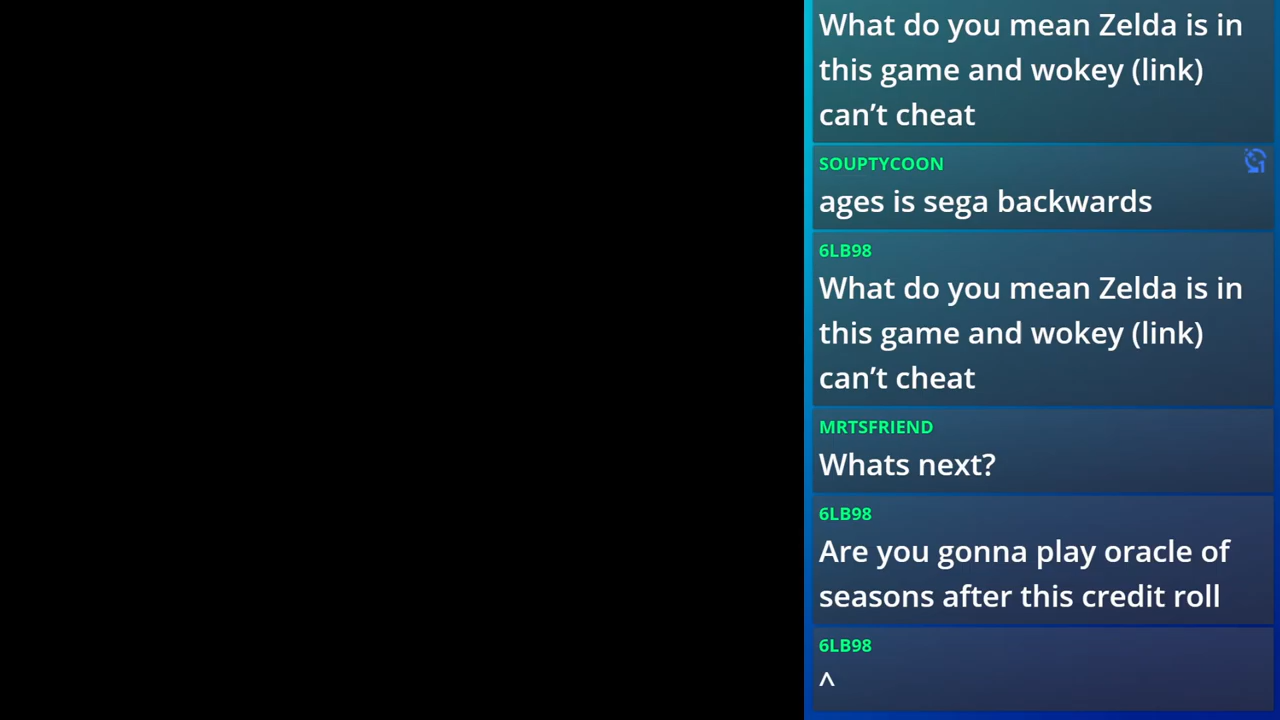 What do you mean Zelda is in
this game and wokey (link)
can’t cheat
SOUPTYCOON
ages is sega backwards
6LB98
What do you mean Zelda is in
this game and wokey (link)
can’t cheat
MRTSFRIEND
Whats next?
6LB98
Are you gonna play oracle of
seasons after this credit roll
6LB98
^